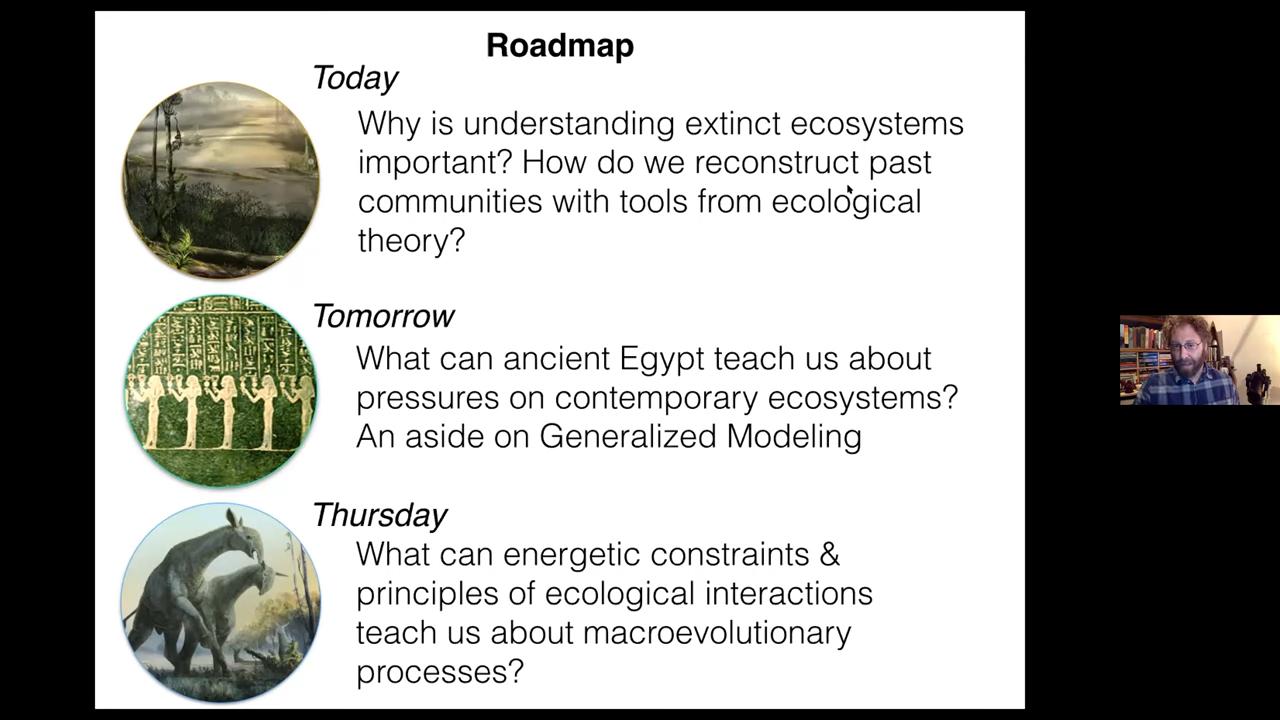 Roadmap
Today
Why is understanding extinct ecosystems
important? How do we reconstruct past
communities with tools from ecological
theory?
Tomorrow
What can ancient Egypt teach us about
pressures on contemporary ecosystems?
An aside on Generalized Modeling
Thursday
What can energetic constraints &
principles of ecological interactions
teach us about macroevolutionary
processes?